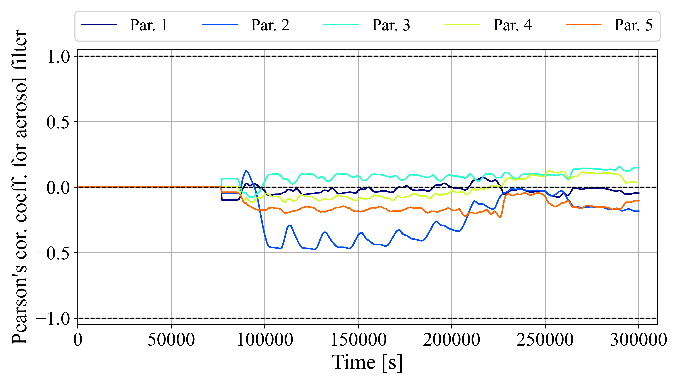 Par. 1 Par. 2 Par. 3 Par. 4 Par. 5
Pearson's cor. coeff. for aerosol filter
1.0
0.5
0.0
0.5
−1.0
0 50000 100000 150000 200000 250000 300000
Time [s]